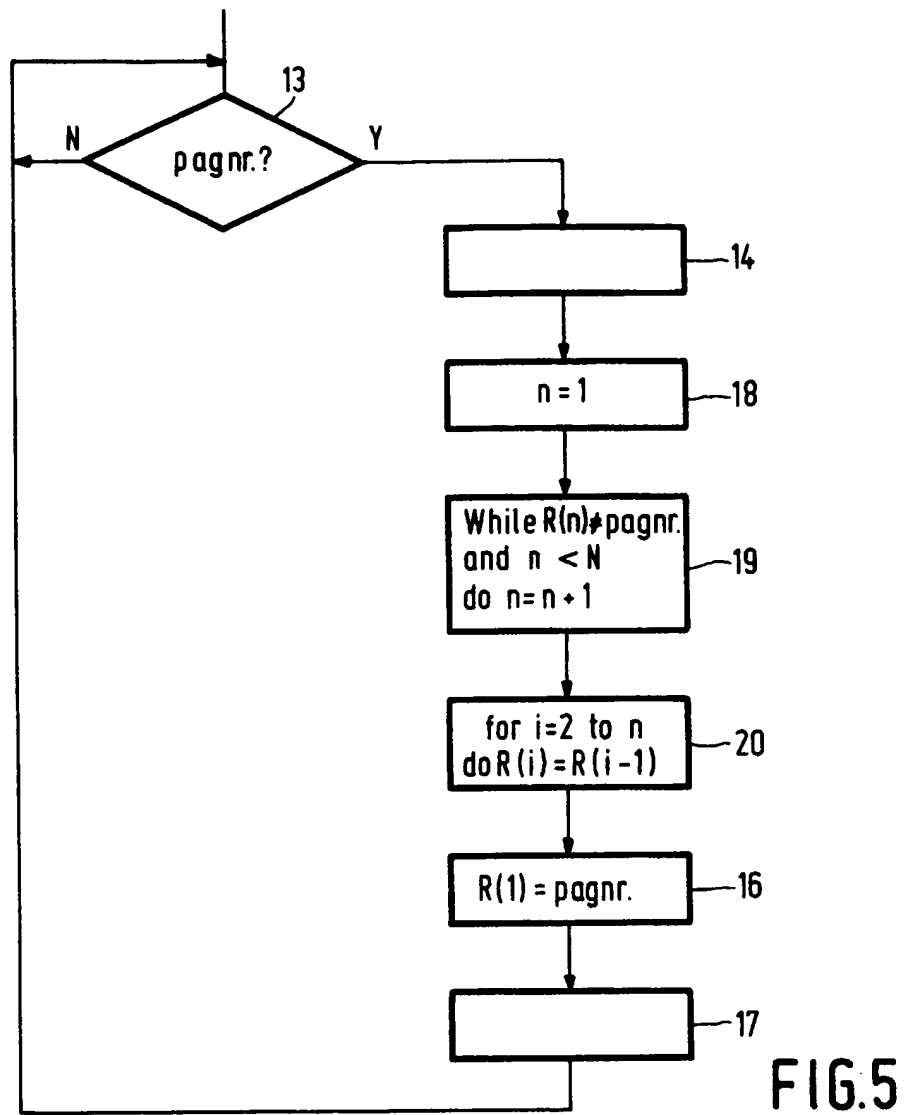 13
N
Y
pagnr.?
14
n = 1
18
While R(n)≠pagnr.
and n < N
do n = n + 1
19
for i=2 to n
do R(i) = R(i-1)
20
R(1) = pagnr.
16
17
FIG.5